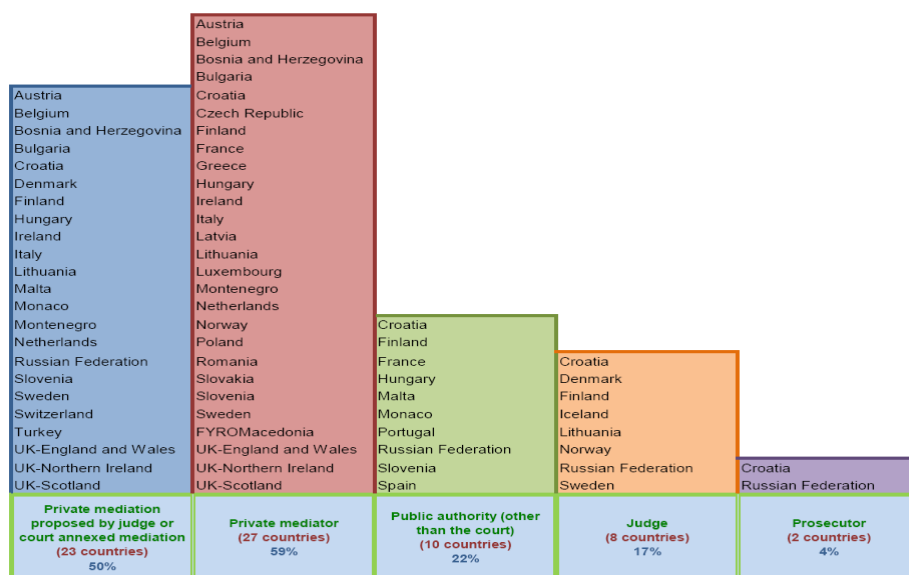 Austria
Belgium
Bosnia and Herzegovina
Bulgaria
Croatia
Denmark
Finland
Hungary
Ireland
Italy
Lithuania
Malta
Monaco
Montenegro
Netherlands
Russian Federation
Slovenia
Sweden
Switzerland
Turkey
UK-England and Wales
UK-Northern Ireland
UK-Scotland
Private mediation
proposed by judge or
court annexed mediation
(23 countries)
50%
Austria
Belgium
Bosnia and Herzegovina
Bulgaria
Croatia
Czech Republic
Finland
France
Greece
Hungary
Ireland
Italy
Latvia
Lithuania
Luxembourg
Montenegro
Netherlands
Norway
Poland
Romania
Slovakia
Slovenia
Sweden
FYROMacedonia
UK-England and Wales
UK-Northern Ireland
UK-Scotland
Private mediator
(27 countries)
59%
Croatia
Finland
France
Hungary
Malta
Monaco
Portugal
Russian Federation
Slovenia
Spain
Public authority (other
than the court)
(10 countries)
22%
Croatia
Denmark
Finland
Iceland
Lithuania
Norway
Russian Federation
Sweden
Judge
(8 countries)
17%
Croatia
Russian Federation
Prosecutor
(2 countries)
4%